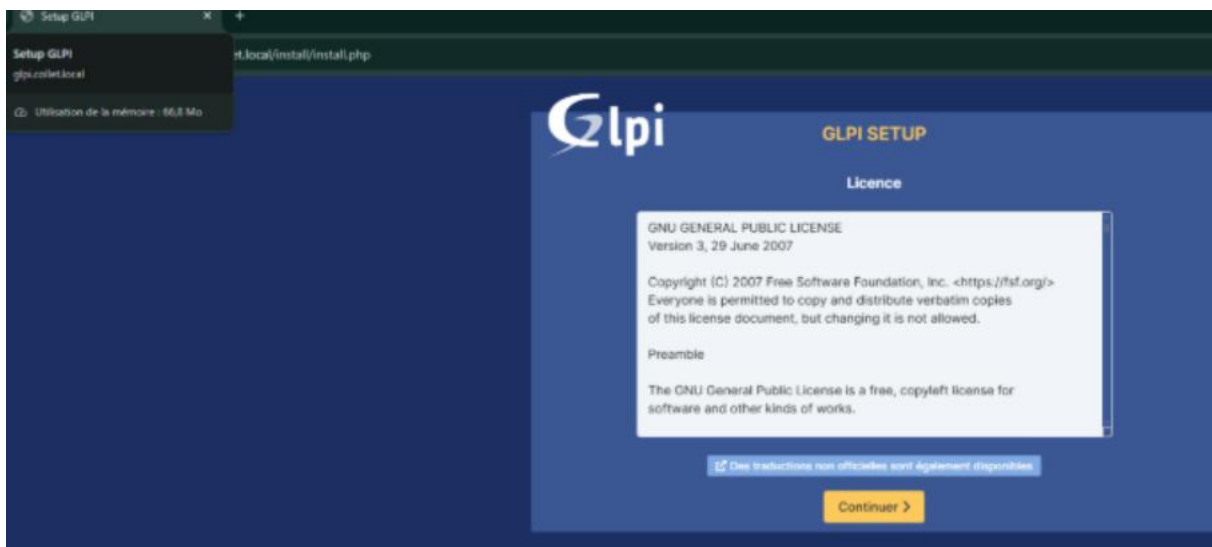 Setup GLPI
Setup GLPI
glpi.collet.local
et.local/install/install.php
Utilisation de la mémoire : 66,8 Mo
Glpi
GLPI SETUP
Licence
GNU GENERAL PUBLIC LICENSE
Version 3, 29 June 2007
Copyright (C) 2007 Free Software Foundation, Inc. <https://fsf.org/>
Everyone is permitted to copy and distribute verbatim copies
of this license document, but changing it is not allowed.
Preamble
The GNU General Public License is a free, copyleft license for
software and other kinds of works.
Des traductions non officielles sont également disponibles
Continuer